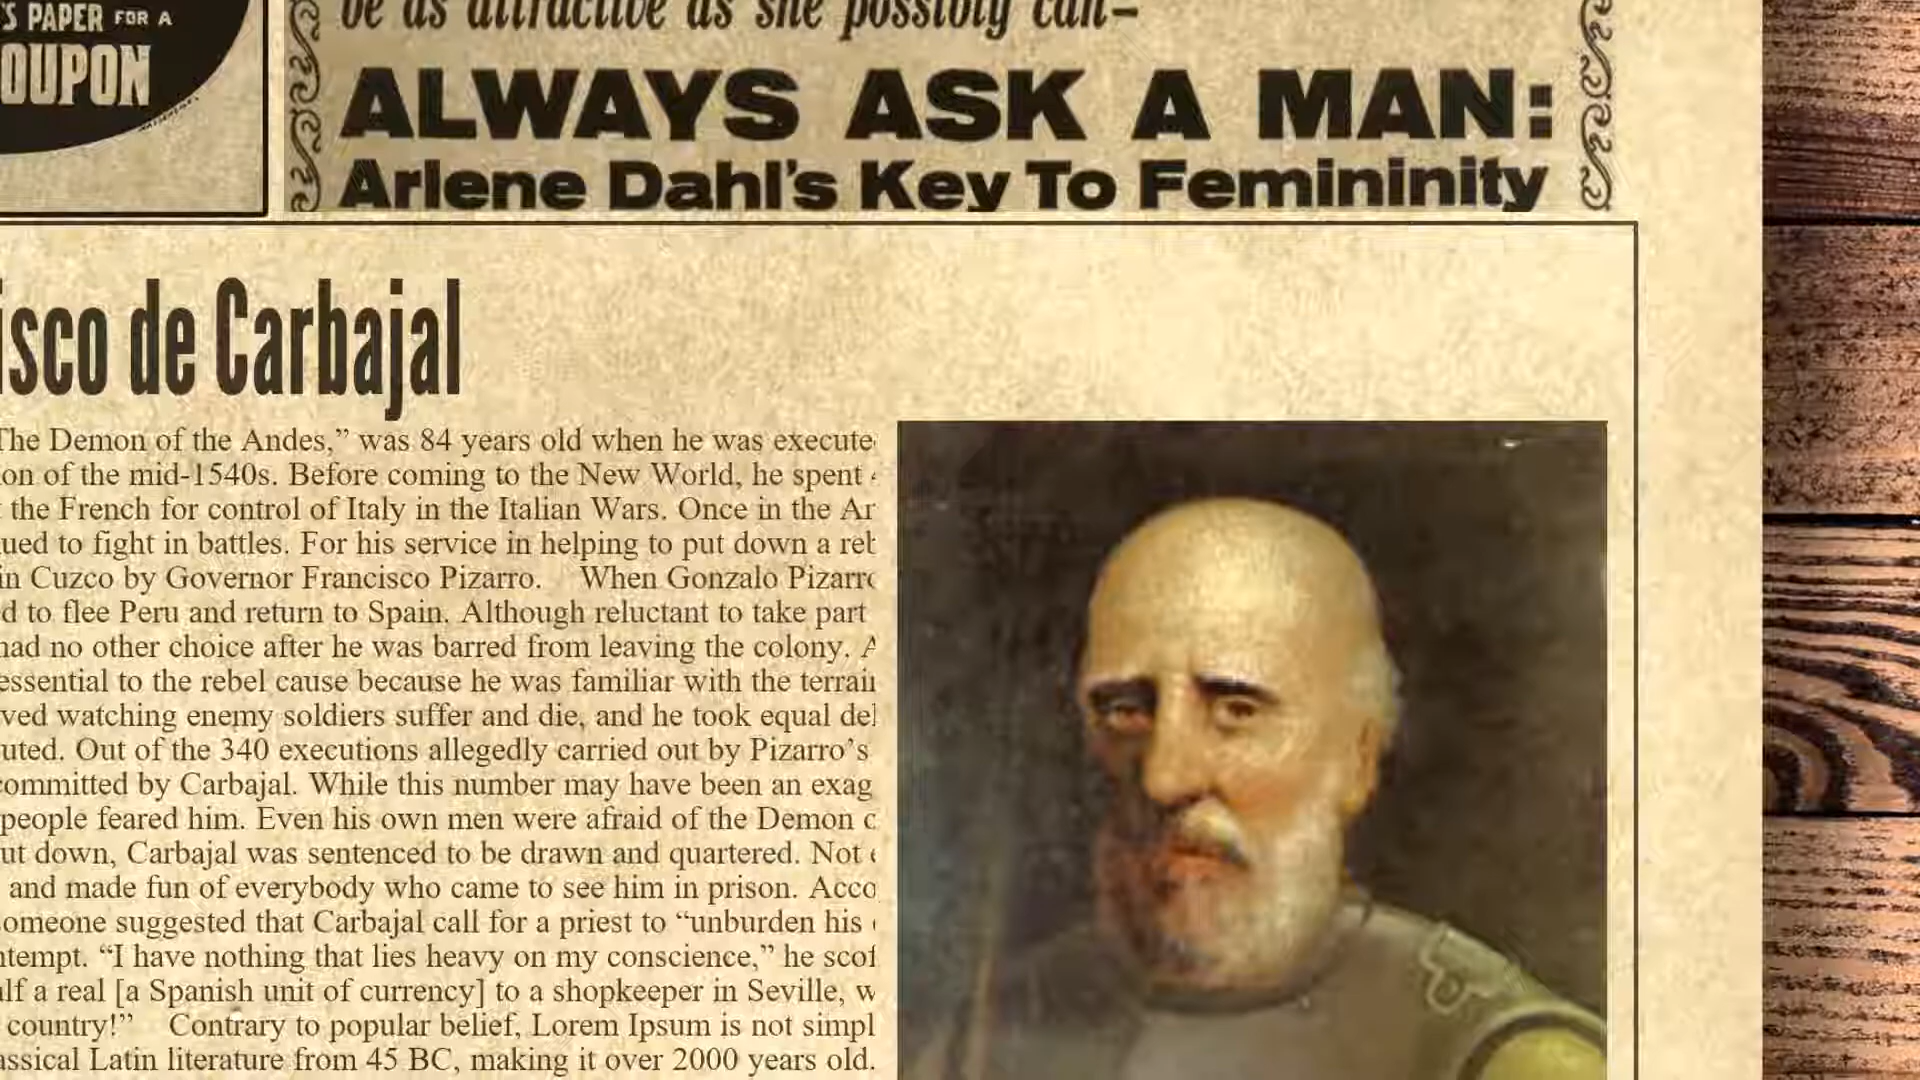 'S PAPER FOR A
OUPON
be as attractive as she possibly can–
ALWAYS ASK A MAN:
Arlene Dahl's Key To Femininity
isco de Carbajal
The Demon of the Andes,” was 84 years old when he was execute
on of the mid-1540s. Before coming to the New World, he spent
the French for control of Italy in the Italian Wars. Once in the Ar
ued to fight in battles. For his service in helping to put down a reb
in Cuzco by Governor Francisco Pizarro. When Gonzalo Pizarro
d to flee Peru and return to Spain. Although reluctant to take part
had no other choice after he was barred from leaving the colony. A
essential to the rebel cause because he was familiar with the terrain
ved watching enemy soldiers suffer and die, and he took equal del
uted. Out of the 340 executions allegedly carried out by Pizarro’s
committed by Carbajal. While this number may have been an exag
people feared him. Even his own men were afraid of the Demon o
ut down, Carbajal was sentenced to be drawn and quartered. Not
and made fun of everybody who came to see him in prison. Acco
omeone suggested that Carbajal call for a priest to “unburden his
ntempt. “I have nothing that lies heavy on my conscience,” he scof
alf a real [a Spanish unit of currency] to a shopkeeper in Seville, w
country!” Contrary to popular belief, Lorem Ipsum is not simpl
assical Latin literature from 45 BC, making it over 2000 years old.